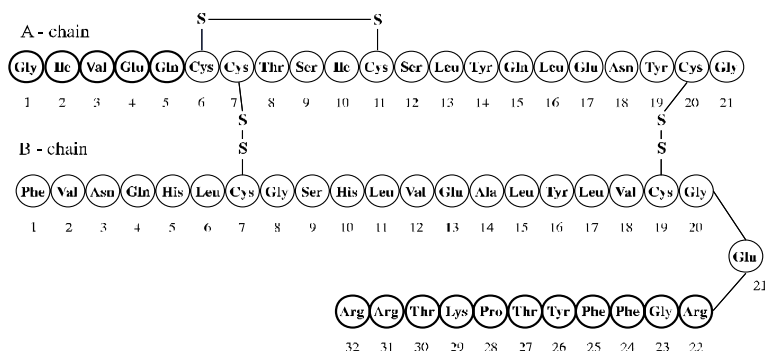 S S
A - chain
Gly Ile Val Glu Gln Cys Cys Thr Ser Ile Cys Ser Leu Tyr Gln Leu Glu Asn Tyr Cys Gly
1 2 3 4 5 6 7 8 9 10 11 12 13 14 15 16 17 18 19 20 21
S S
S S
B - chain
Phe Val Asn Gln His Leu Cys Gly Ser His Leu Val Glu Ala Leu Tyr Leu Val Cys Gly
1 2 3 4 5 6 7 8 9 10 11 12 13 14 15 16 17 18 19 20
Glu
21
Arg Arg Thr Lys Pro Thr Tyr Phe Phe Gly Arg
32 31 30 29 28 27 26 25 24 23 22